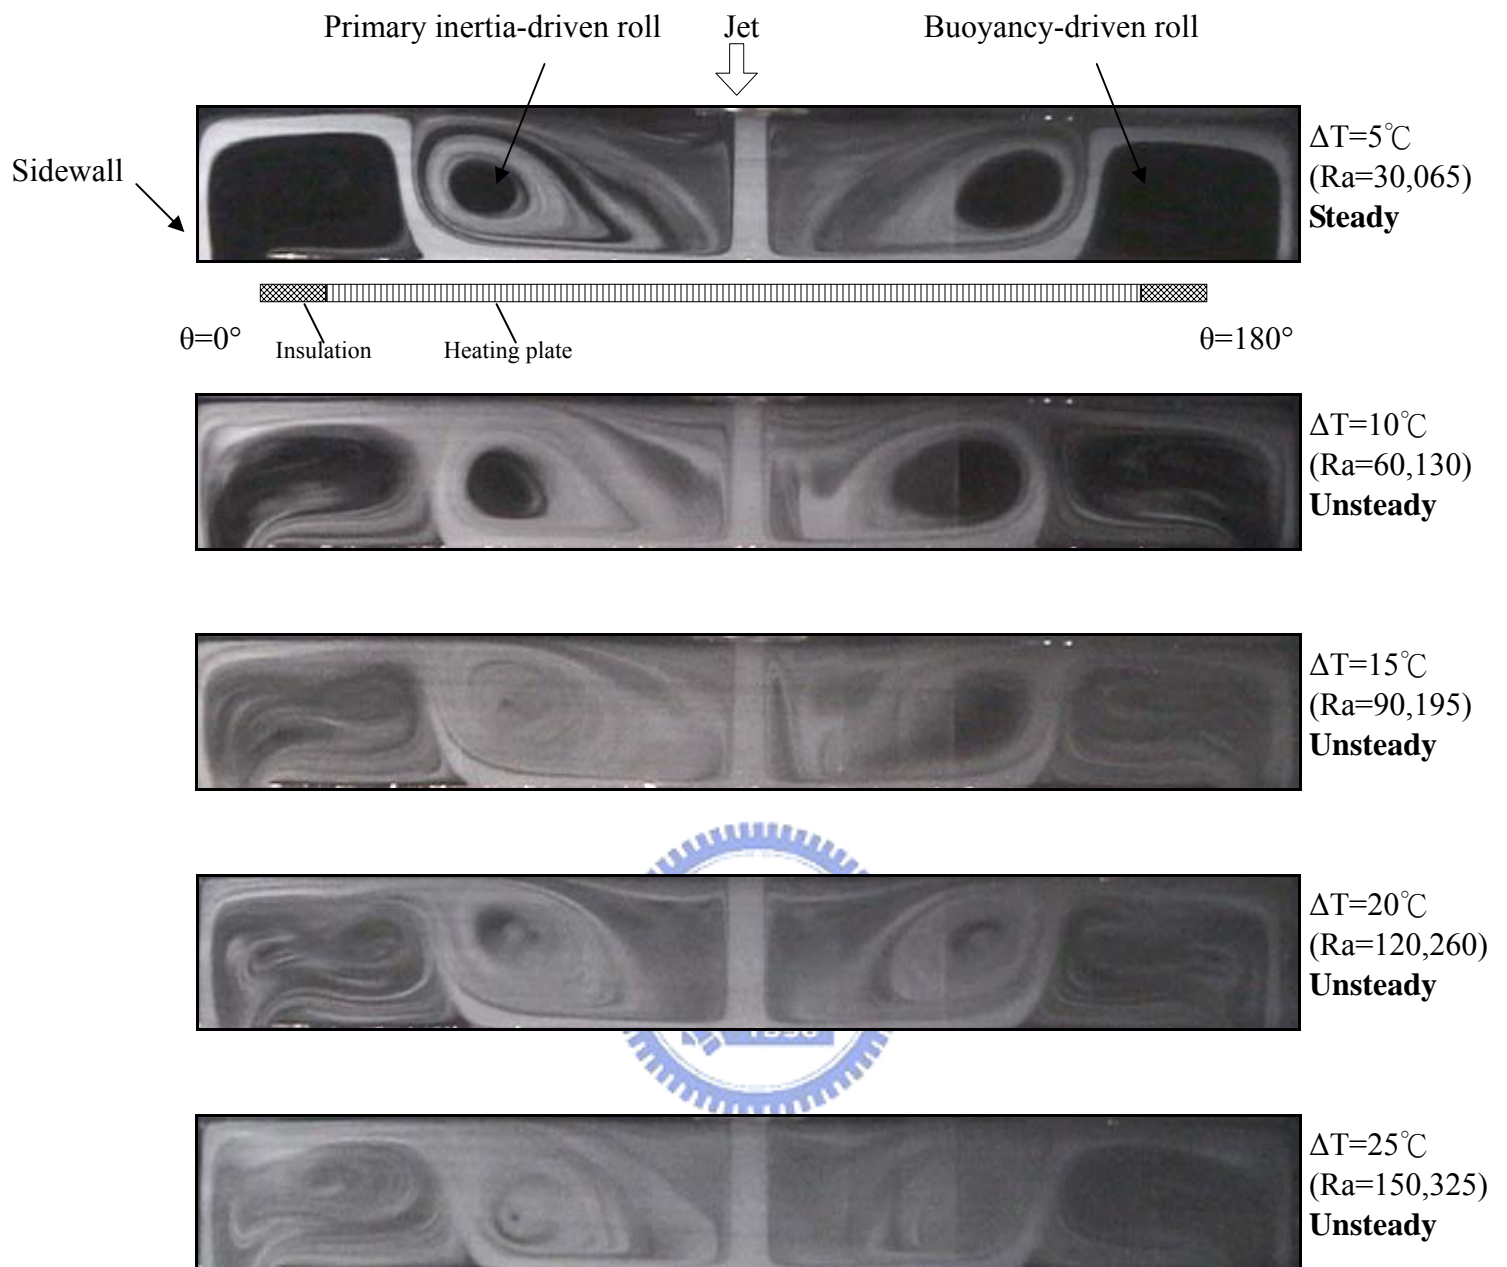 Primary inertia-driven roll
Jet
Buoyancy-driven roll
Sidewall
ΔT=5℃
(Ra=30,065)
Steady
θ=0°
Insulation
Heating plate
θ=180°
ΔT=10℃
(Ra=60,130)
Unsteady
ΔT=15℃
(Ra=90,195)
Unsteady
ΔT=20℃
(Ra=120,260)
Unsteady
ΔT=25℃
(Ra=150,325)
Unsteady